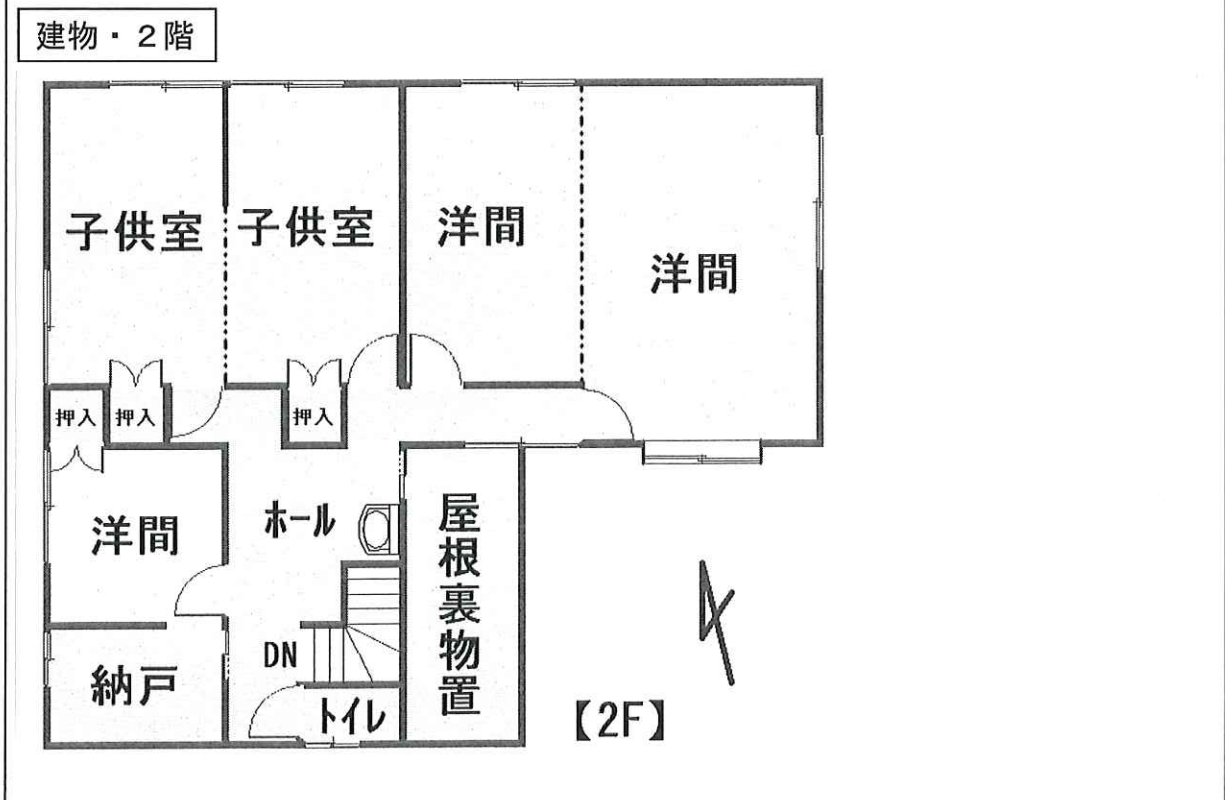 建物・2階
子供室
子供室
洋間
洋間
押入
押入
押入
洋間
ホール
屋根裏物置
納戸
DN
トイレ
【2F】